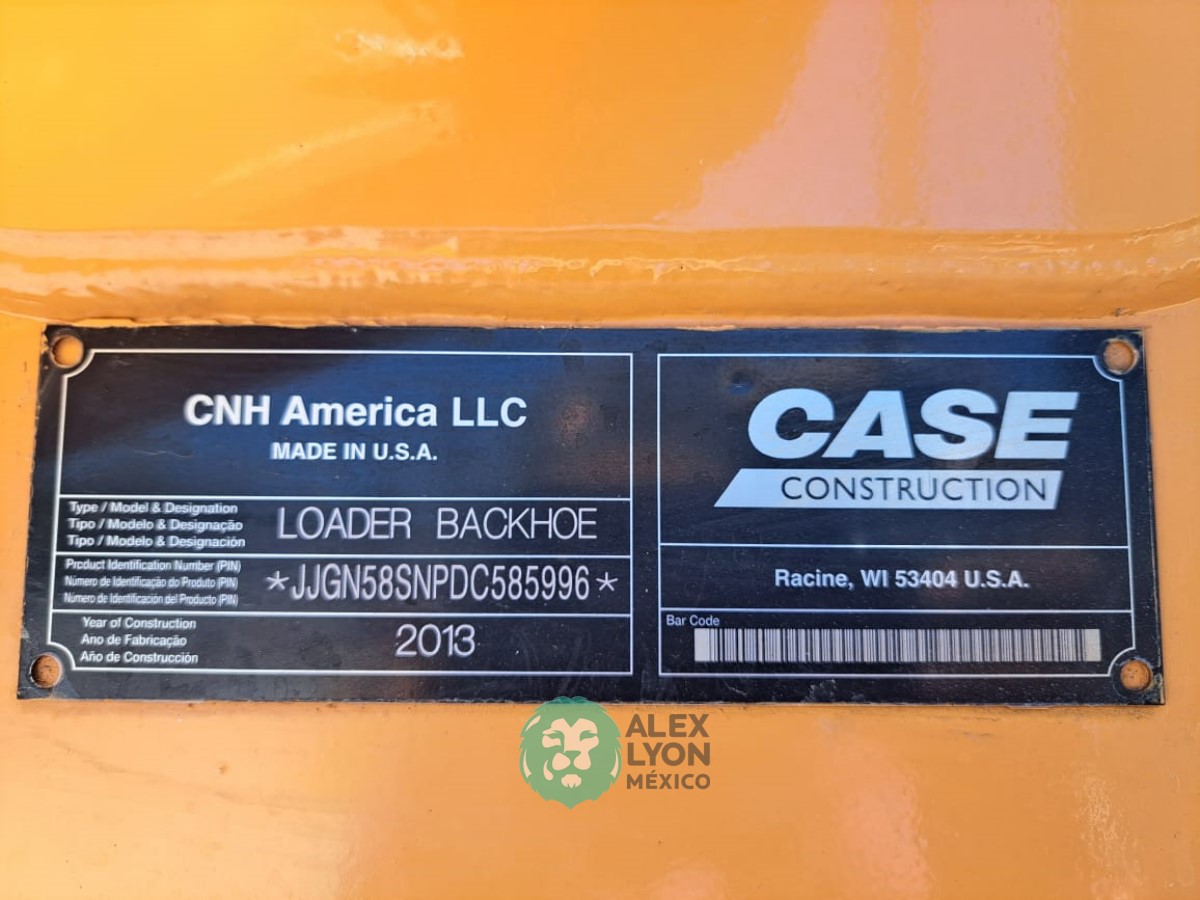 CNH America LLC
MADE IN U.S.A.
Type / Model & Designation
Tipo / Modelo & Designação
Tipo / Modelo & Designación
LOADER BACKHOE
Product Identification Number (PIN)
Número de Identificação do Produto (PIN)
Número de Identificación del Producto (PIN)
*JJGN58SNPDC585996*
Year of Construction
Ano de Fabricação
Año de Construcción
2013
CASE
CONSTRUCTION
Racine, WI 53404 U.S.A.
Bar Code
ALEX
LYON
MÉXICO